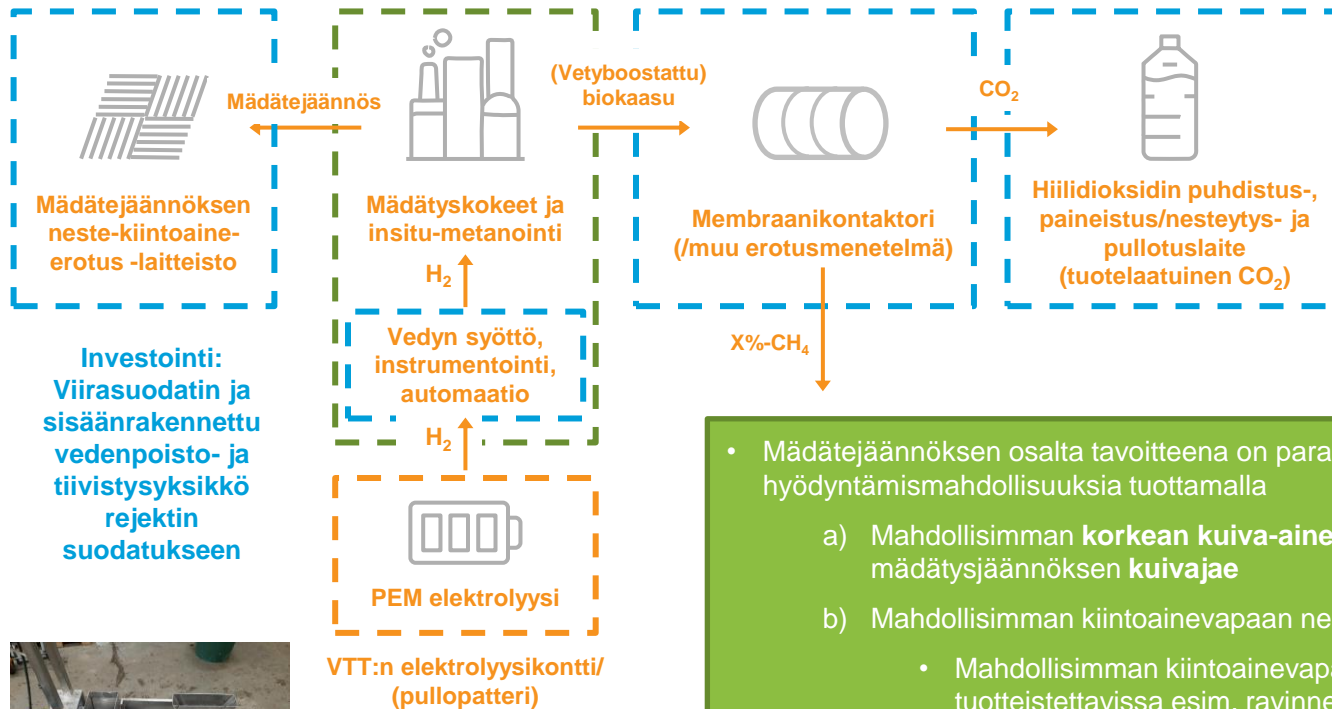 Mädätejäännös
Mädätejäännöksen
neste-kiintoaine-
erotus -laitteisto
Investointi:
Viirasuodatin ja
sisäänrakennettu
vedenpoisto- ja
tiivistysyksikkö
rejektin
suodatukseen
Mädätyskokeet ja
insitu-metanointi
H₂
Vedyn syöttö,
instrumentointi,
automaatio
H₂
PEM elektrolyysi
VTT:n elektrolyysikontti/
(pullopatteri)
(Vetyboostattu)
biokaasu
Membraanikontaktori
(/muu erotusmenetelmä)
X%-CH₄
CO₂
Hiilidioksidin puhdistus-,
paineistus/nesteytys- ja
pullotuslaite
(tuotelaatuinen CO₂)
• Mädätejäännöksen osalta tavoitteena on para
hyödyntämismahdollisuuksia tuottamalla
a) Mahdollisimman korkean kuiva-aine
mädätysjäännöksen kuivajae
b) Mahdollisimman kiintoainevapaan ne
• Mahdollisimman kiintoainevapa
tuotteistettavissa esim. ravinne